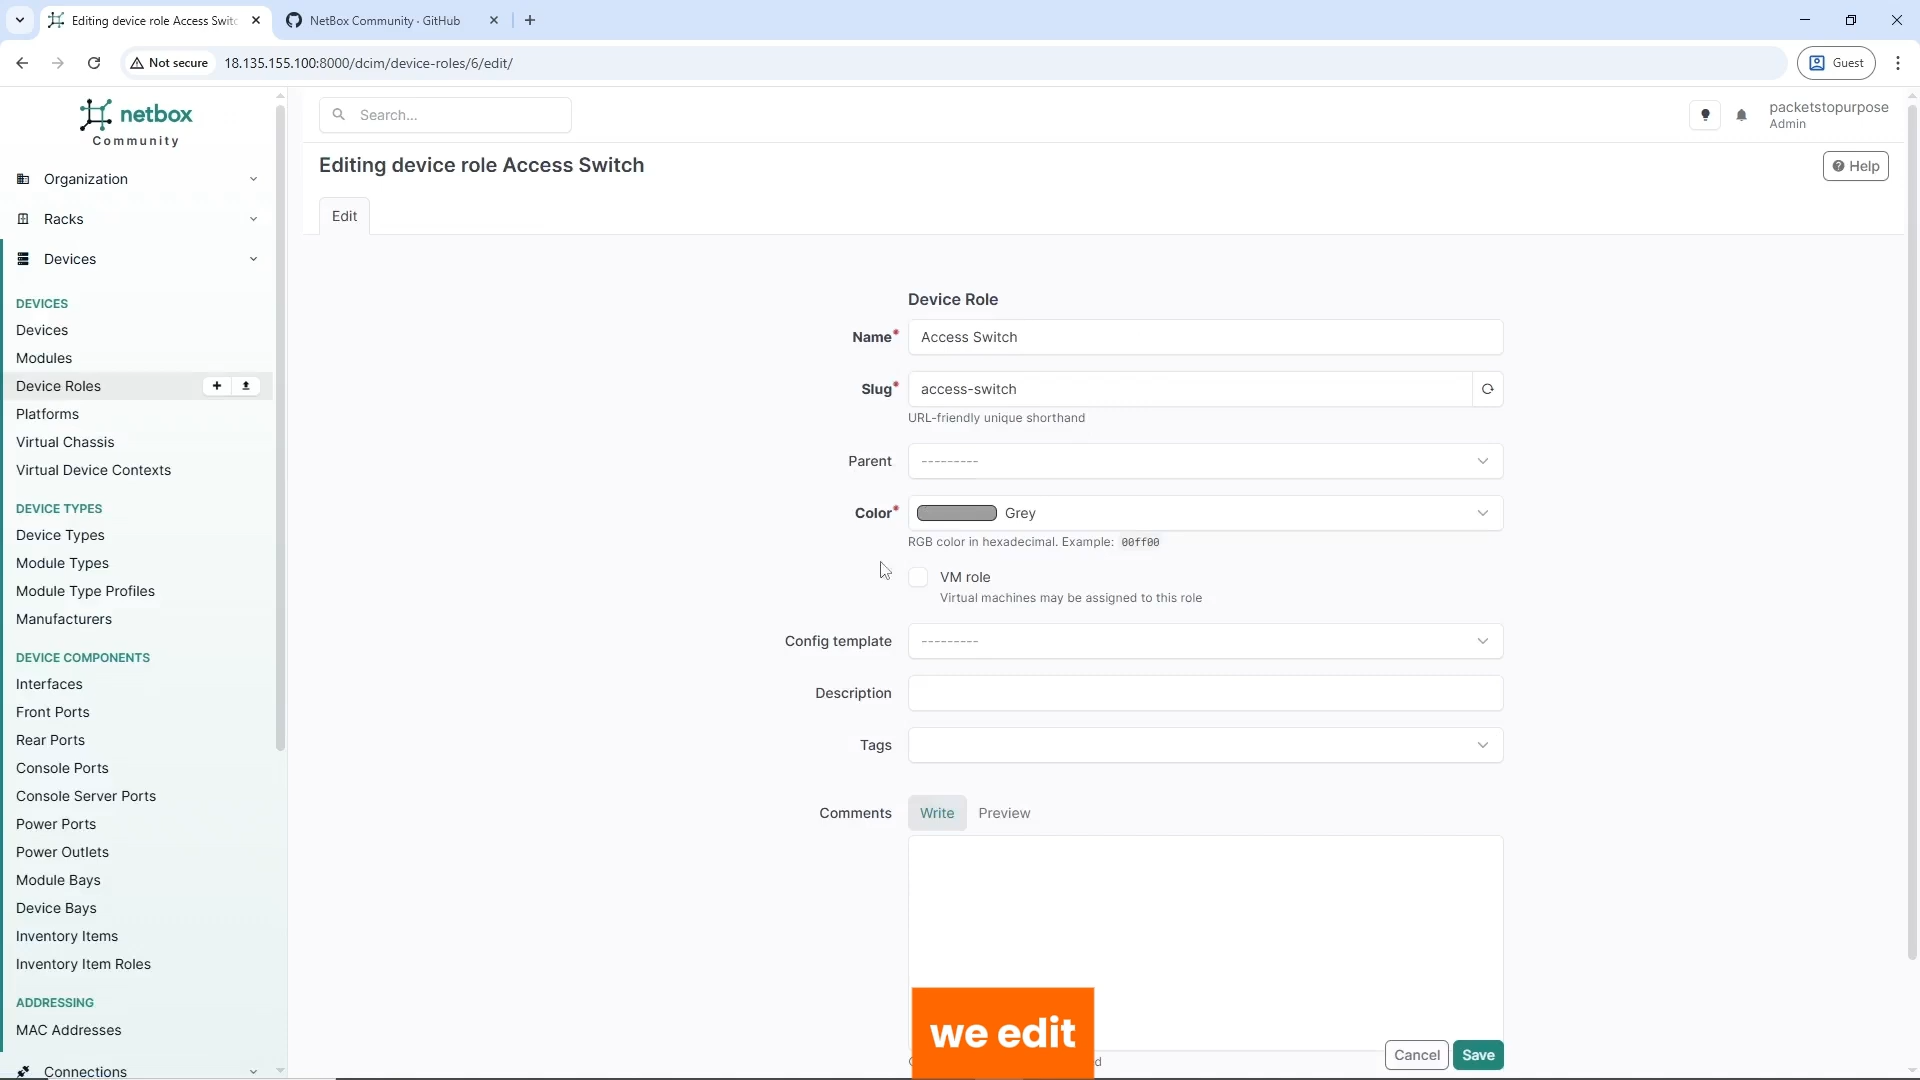 Editing device role Access Switc
NetBox Community · GitHub
Not secure
18.135.155.100:8000/dcim/device-roles/6/edit/
Guest
netbox
Community
Search...
packetstopurpose
Admin
Editing device role Access Switch
Help
Edit
Organization
Racks
Devices
DEVICES
Devices
Modules
Device Roles
Platforms
Virtual Chassis
Virtual Device Contexts
DEVICE TYPES
Device Types
Module Types
Module Type Profiles
Manufacturers
DEVICE COMPONENTS
Interfaces
Front Ports
Rear Ports
Console Ports
Console Server Ports
Power Ports
Power Outlets
Module Bays
Device Bays
Inventory Items
Inventory Item Roles
ADDRESSING
MAC Addresses
Connections
Device Role
Name* Access Switch
Slug* access-switch
URL-friendly unique shorthand
Parent ---------
Color* Grey
RGB color in hexadecimal. Example: 00ff00
VM role
Virtual machines may be assigned to this role
Config template ---------
Description
Tags
Comments Write Preview
we edit
Cancel Save